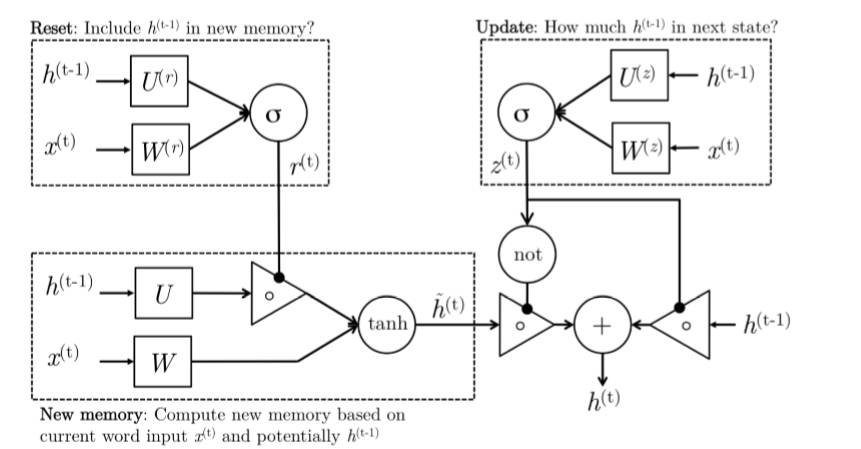 Reset: Include h(t-1) in new memory?
Update: How much h(t-1) in next state?
h(t-1)
U(r)
σ
x(t)
W(r)
r(t)
σ
U(z)
h(t-1)
W(z)
x(t)
z(t)
not
h(t-1)
U
tanh
h̃(t)
+
h(t-1)
x(t)
W
h(t)
New memory: Compute new memory based on
current word input x(t) and potentially h(t-1)